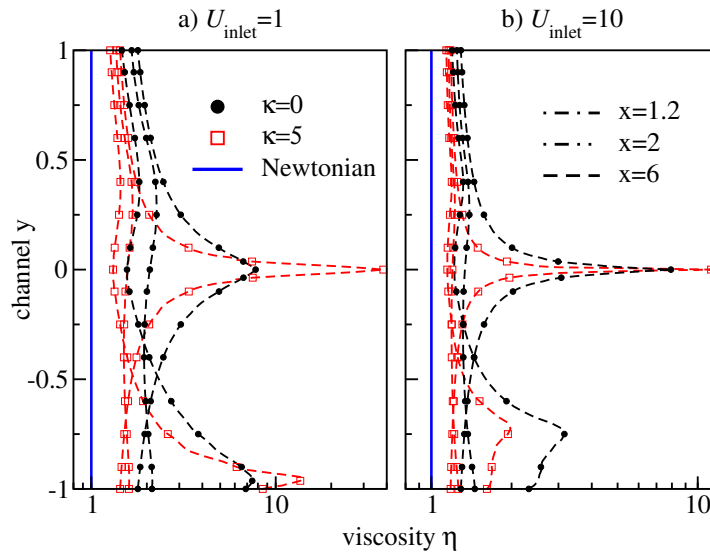 a) U_inlet=1
b) U_inlet=10
1
0.5
0
-0.5
-1
channel y
κ=0
κ=5
Newtonian
x=1.2
x=2
x=6
1
10
1
10
viscosity η